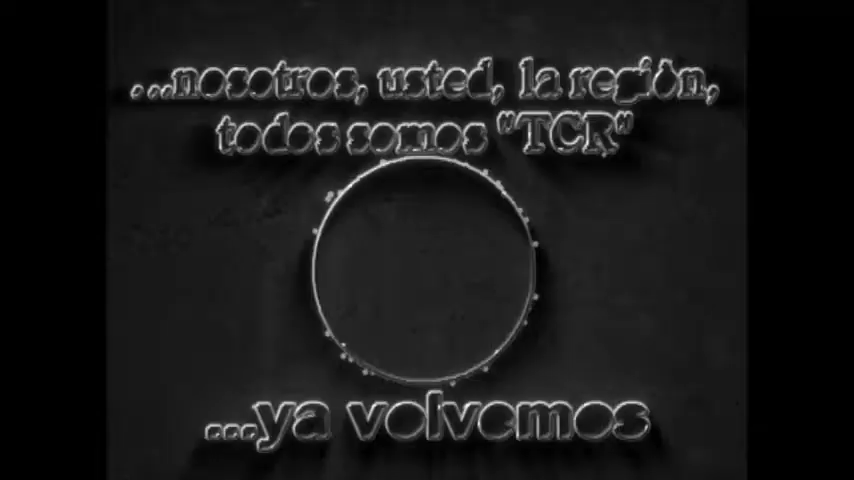 ...nosotros, usted, la región,
todos somos "TCR"
...ya volvemos